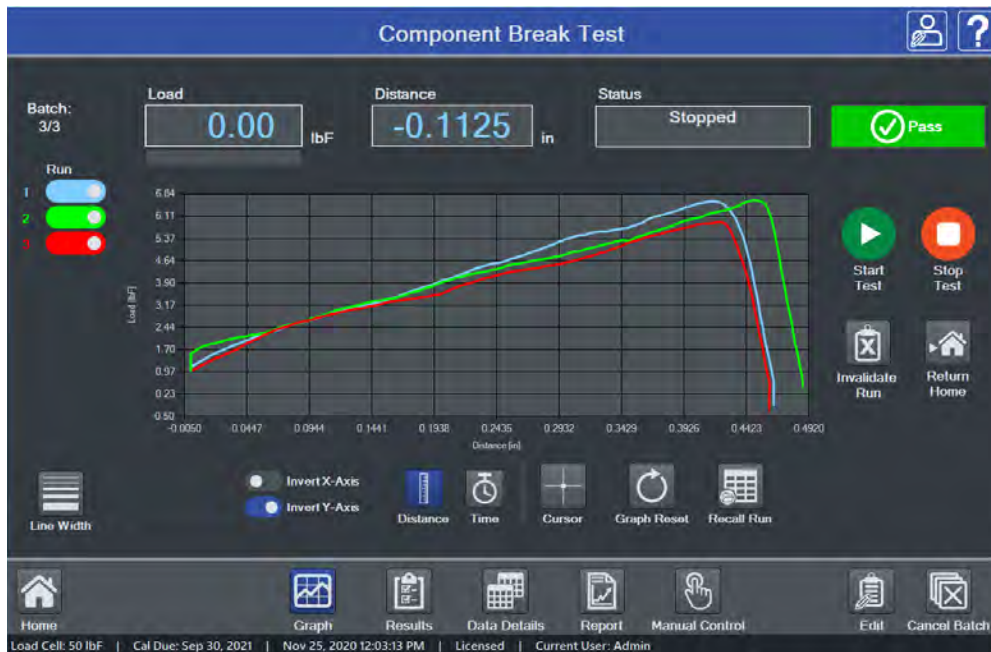 Component Break Test
?
Batch:
3/3
Load
0.00 lbF
Distance
-0.1125 in
Status
Stopped
Pass
Run
1
2
3
Load [lbF]
6.84
6.11
5.37
4.64
3.90
3.17
2.44
1.70
0.97
0.23
-0.50
-0.0050 0.0447 0.0944 0.1441 0.1938 0.2435 0.2932 0.3429 0.3926 0.4423 0.4920
Distance [in]
Start
Test
Stop
Test
Invalidate
Run
Return
Home
Line Width
Invert X-Axis
Invert Y-Axis
Distance
Time
Cursor
Graph Reset
Recall Run
Home
Graph
Results
Data Details
Report
Manual Control
Edit
Cancel Batch
Load Cell: 50 lbF | Cal Due: Sep 30, 2021 | Nov 25, 2020 12:03:13 PM | Licensed | Current User: Admin